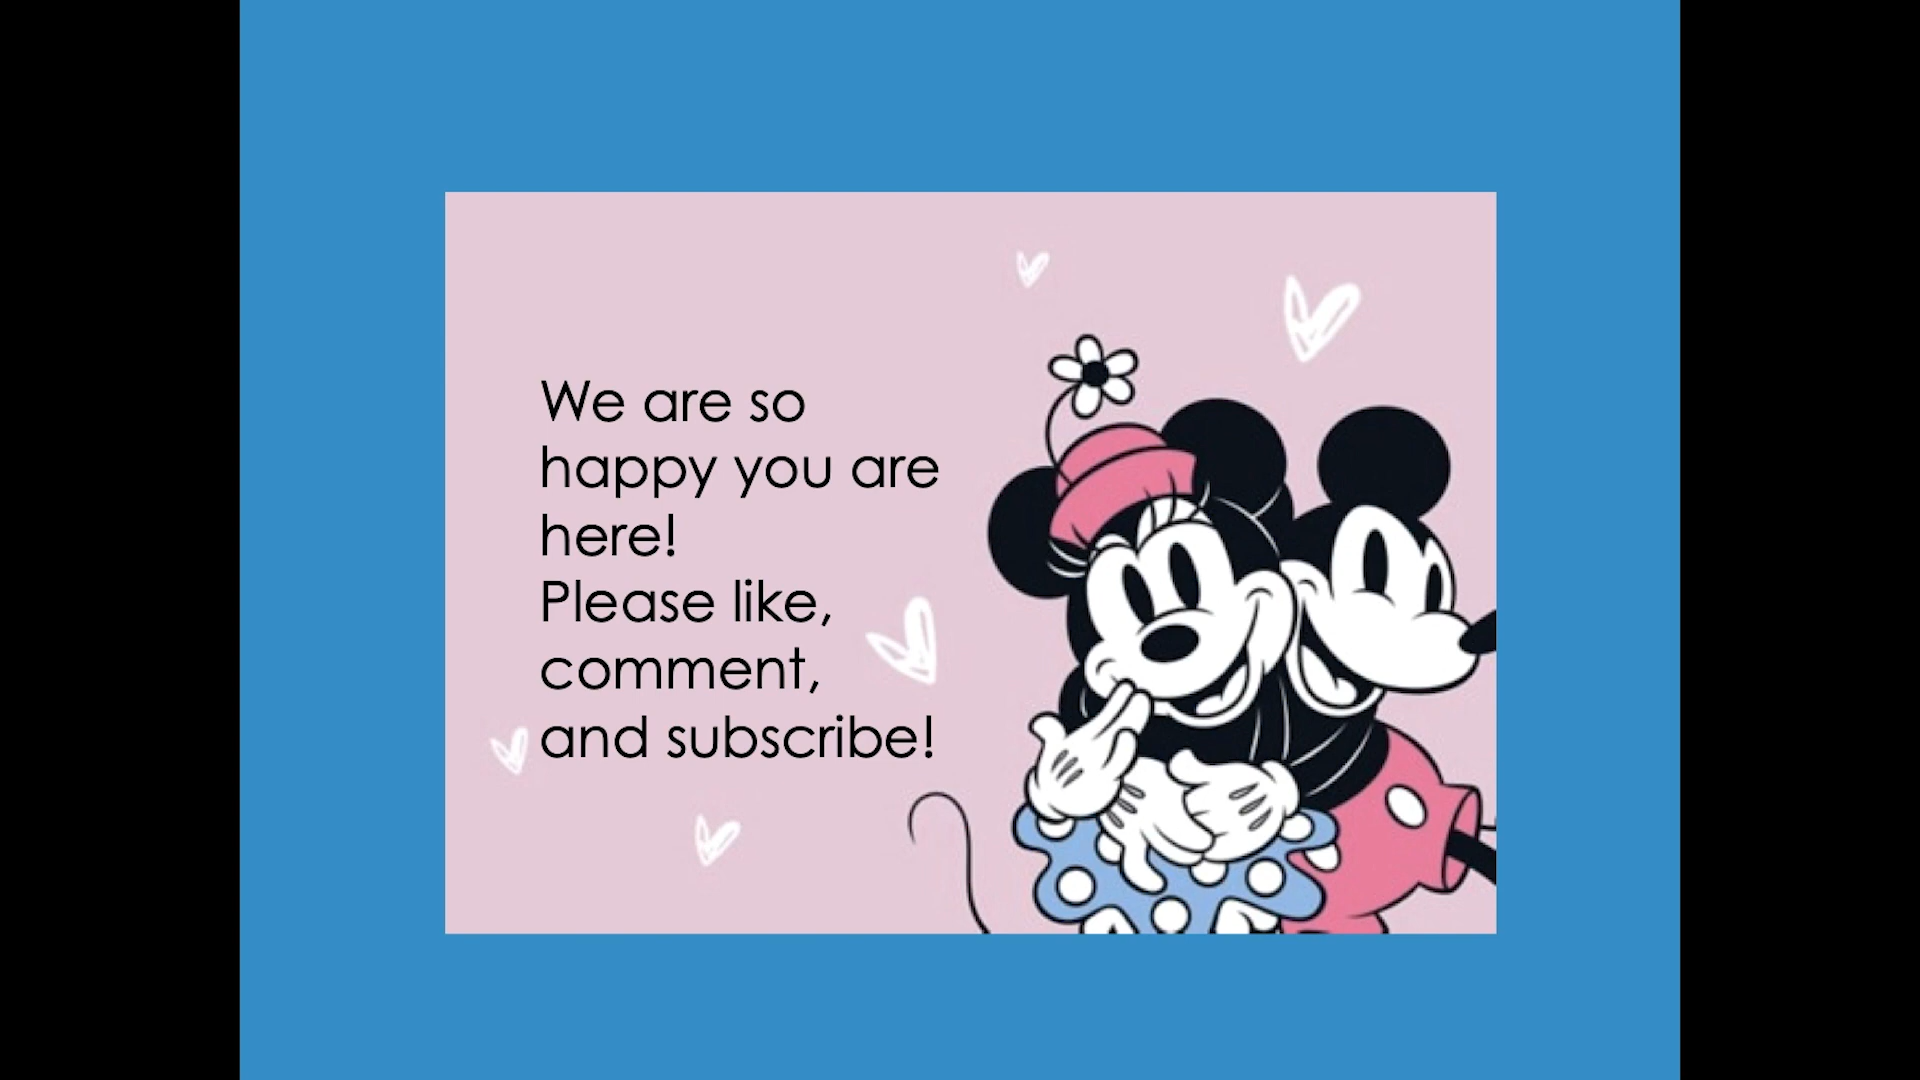 We are so
happy you are
here!
Please like,
comment,
and subscribe!